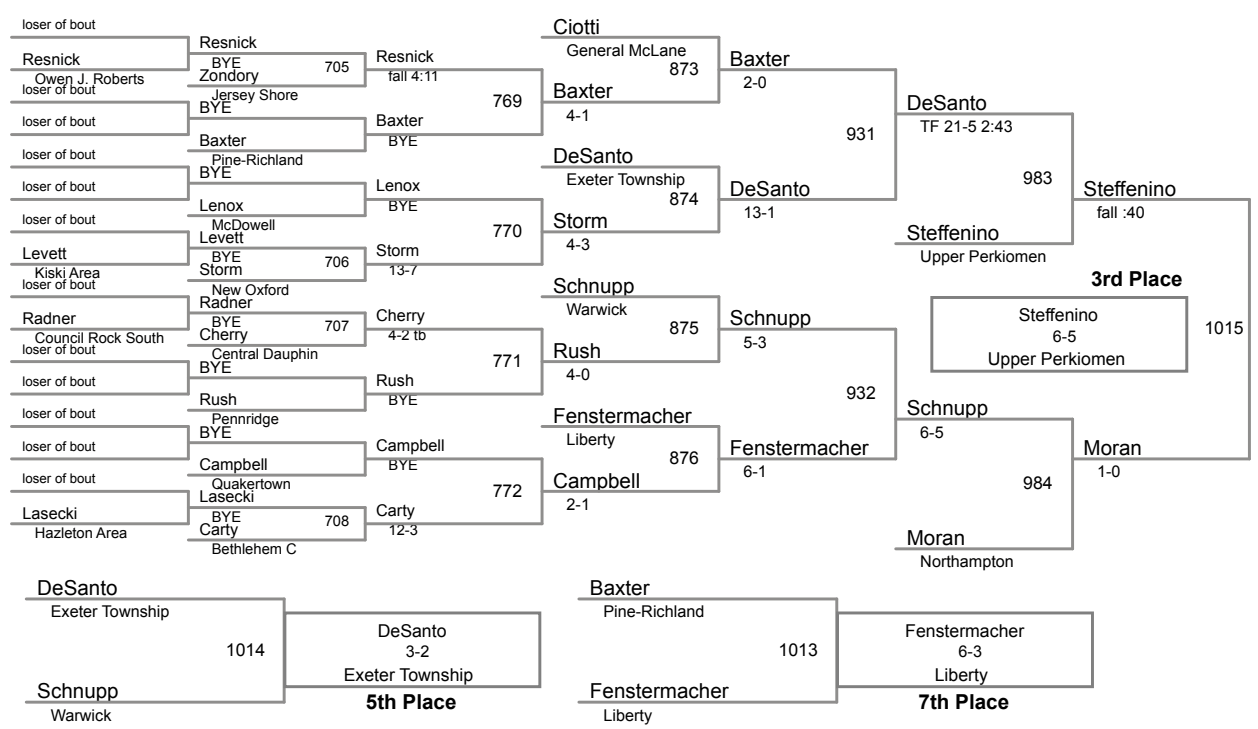 loser of bout
Resnick
Owen J. Roberts
loser of bout
loser of bout
loser of bout
loser of bout
loser of bout
Levett
Kiski Area
loser of bout
Radner
Council Rock South
loser of bout
loser of bout
loser of bout
loser of bout
loser of bout
Lasecki
Hazleton Area
Resnick
BYE
705
Zondory
Jersey Shore
BYE
Baxter
Pine-Richland
BYE
Lenox
McDowell
Levett
BYE
706
Storm
New Oxford
Radner
BYE
707
Cherry
Central Dauphin
BYE
Rush
Pennridge
BYE
Campbell
Quakertown
Lasecki
BYE
708
Carty
Bethlehem C
Resnick
fall 4:11
769
Baxter
BYE
Lenox
BYE
770
Storm
13-7
Cherry
4-2 tb
771
Rush
BYE
Campbell
BYE
772
Carty
12-3
Ciotti
General McLane
873
Baxter
4-1
DeSanto
Exeter Township
874
Storm
4-3
Schnupp
Warwick
875
Rush
4-0
Fenstermacher
Liberty
876
Campbell
2-1
Baxter
2-0
931
DeSanto
13-1
Schnupp
5-3
932
Fenstermacher
6-1
DeSanto
TF 21-5 2:43
983
Steffenino
Upper Perkiomen
Schnupp
6-5
984
Moran
Northampton
Steffenino
fall :40
3rd Place
Steffenino
6-5
Upper Perkiomen
1015
Moran
1-0
DeSanto
Exeter Township
1014
Schnupp
Warwick
DeSanto
3-2
Exeter Township
5th Place
Baxter
Pine-Richland
1013
Fenstermacher
Liberty
Fenstermacher
6-3
Liberty
7th Place